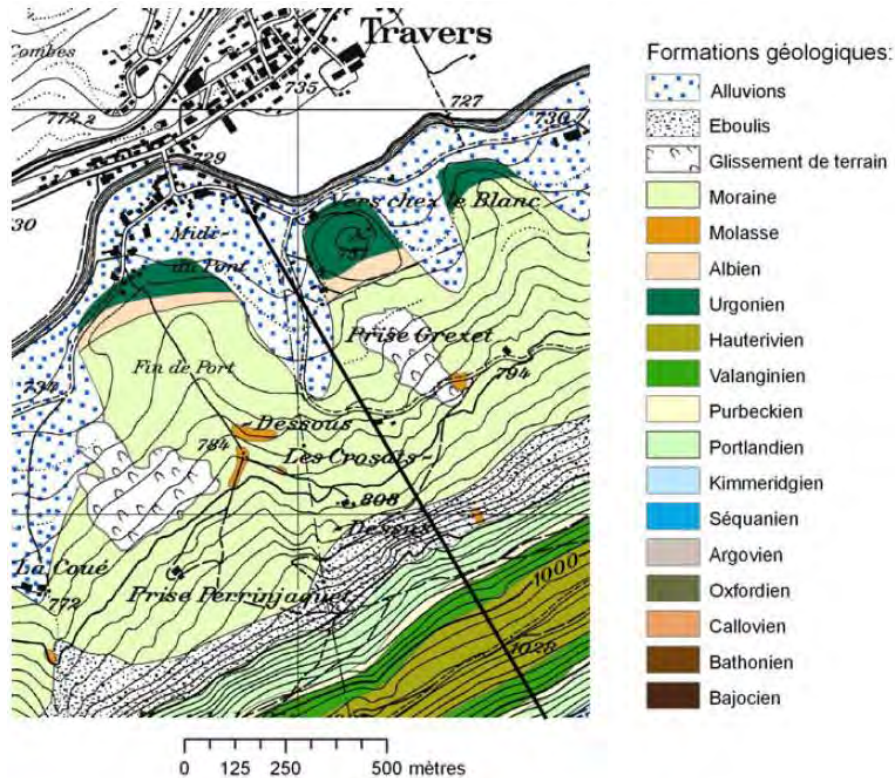 Travers
Combes
735
727
772,2
730
729
30
Vers chez le Blanc
737
Midi-
du Pont
Prise Grexet
Fin de Port
734
794
Dessous
784
Les Crosats-
808
Dessus
La Coué
772
Prise Perrinjaquet
1000
1028
Formations géologiques:
Alluvions
Eboulis
Glissement de terrain
Moraine
Molasse
Albien
Urgonien
Hauterivien
Valanginien
Purbeckien
Portlandien
Kimmeridgien
Séquanien
Argovien
Oxfordien
Callovien
Bathonien
Bajocien
0 125 250 500 mètres